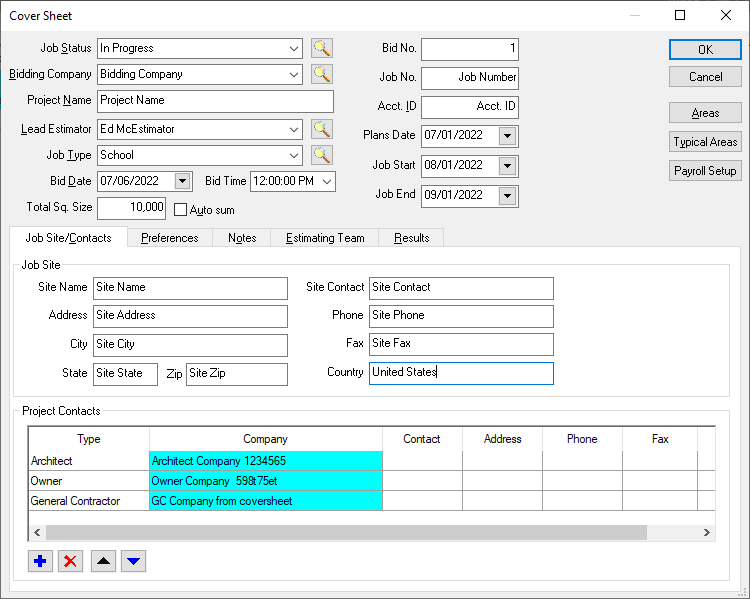 Cover Sheet
Job Status In Progress
Bidding Company Bidding Company
Project Name Project Name
Lead Estimator Ed McEstimator
Job Type School
Bid Date 07/06/2022 Bid Time 12:00:00 PM
Total Sq. Size 10,000 Auto sum
Bid No. 1
Job No. Job Number
Acct. ID Acct. ID
Plans Date 07/01/2022
Job Start 08/01/2022
Job End 09/01/2022
OK
Cancel
Areas
Typical Areas
Payroll Setup
Job Site/Contacts Preferences Notes Estimating Team Results
Job Site
Site Name Site Name Site Contact Site Contact
Address Site Address Phone Site Phone
City Site City Fax Site Fax
State Site State Zip Site Zip Country United States
Project Contacts
Type Company Contact Address Phone Fax
Architect Architect Company 1234565
Owner Owner Company 598t75et
General Contractor GC Company from coversheet